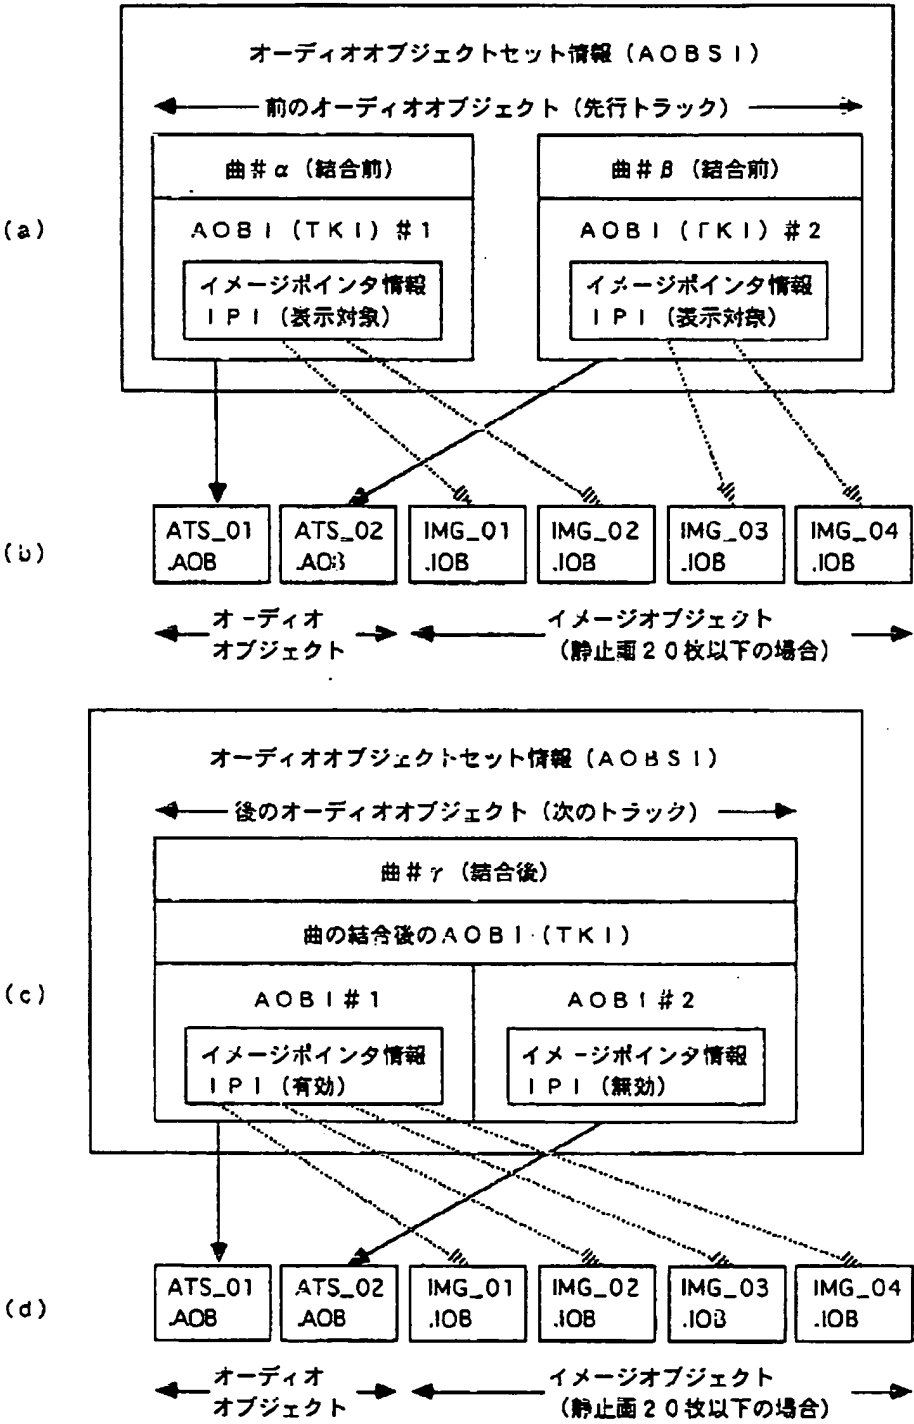 オーディオオブジェクトセット情報(AOBSI)
前のオーディオオブジェクト(先行トラック)
曲#α(結合前)
曲#β(結合前)
(a)
AOBI(TKI)#1
AOBI(TKI)#2
イメージポインタ情報
IPI(表示対象)
イメージポインタ情報
IPI(表示対象)
(b)
ATS_01
.AOB
ATS_02
.AOB
IMG_01
.IOB
IMG_02
.IOB
IMG_03
.IOB
IMG_04
.IOB
オーディオ
オブジェクト
イメージオブジェクト
(静止画20枚以下の場合)
オーディオオブジェクトセット情報(AOBSI)
後のオーディオオブジェクト(次のトラック)
曲#γ(結合後)
曲の結合後のAOBI(TKI)
(c)
AOBI#1
AOBI#2
イメージポインタ情報
IPI(有効)
イメージポインタ情報
IPI(無効)
(d)
ATS_01
.AOB
ATS_02
.AOB
IMG_01
.IOB
IMG_02
.IOB
IMG_03
.IOB
IMG_04
.IOB
オーディオ
オブジェクト
イメージオブジェクト
(静止画20枚以下の場合)